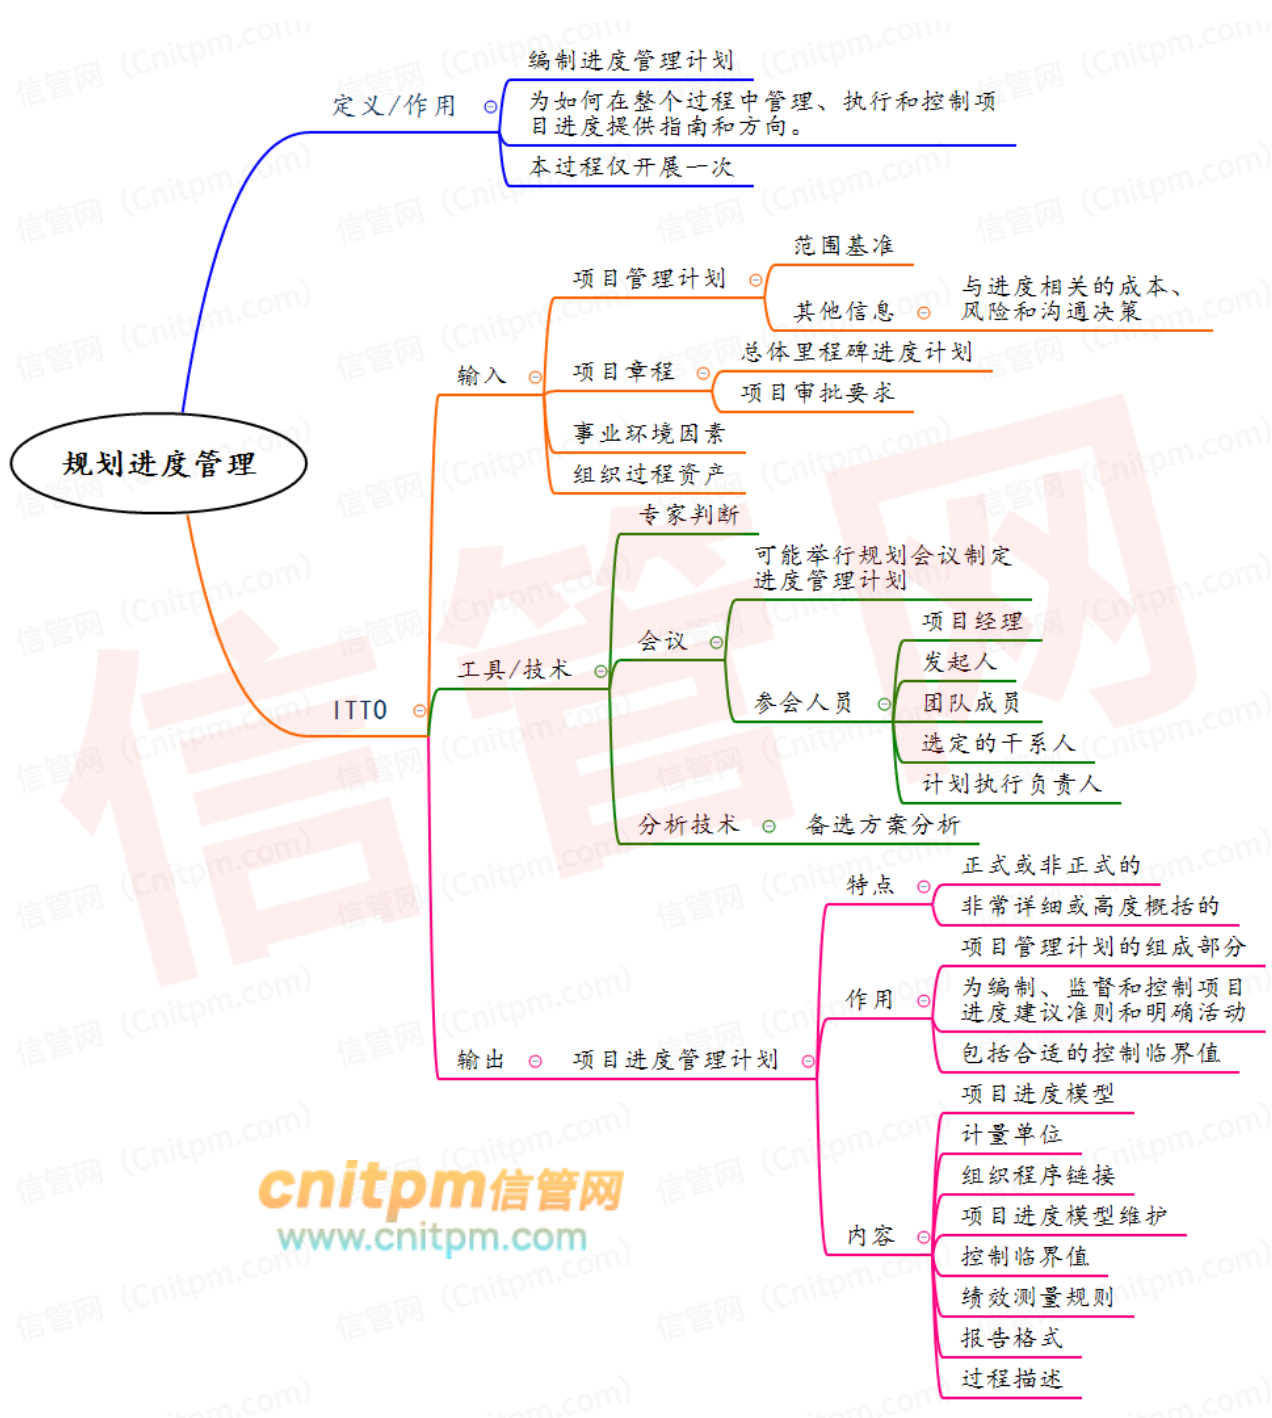 编制进度管理计划
定义/作用
为如何在整个过程中管理、执行和控制项
目进度提供指南和方向。
本过程仅开展一次
范围基准
项目管理计划
其他信息
与进度相关的成本、
风险和沟通决策
输入
总体里程碑进度计划
项目章程
项目审批要求
事业环境因素
组织过程资产
规划进度管理
专家判断
可能举行规划会议制定
进度管理计划
会议
项目经理
发起人
参会人员
团队成员
选定的干系人
计划执行负责人
工具/技术
ITTO
分析技术
备选方案分析
特点
正式或非正式的
非常详细或高度概括的
项目管理计划的组成部分
作用
为编制、监督和控制项目
进度建议准则和明确活动
包括合适的控制临界值
输出
项目进度管理计划
项目进度模型
计量单位
组织程序链接
项目进度模型维护
内容
控制临界值
绩效测量规则
报告格式
过程描述
cnitpm信管网
www.cnitpm.com
信管网
信管网（Cnitpm.com）